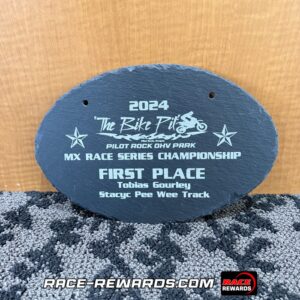 2024
The Bike Pit
PILOT ROCK OHV PARK
MX RACE SERIES CHAMPIONSHIP
FIRST PLACE
Tobias Gourley
Stacyc Pee Wee Track
RACE-REWARDS.COM
RACE
REWARDS